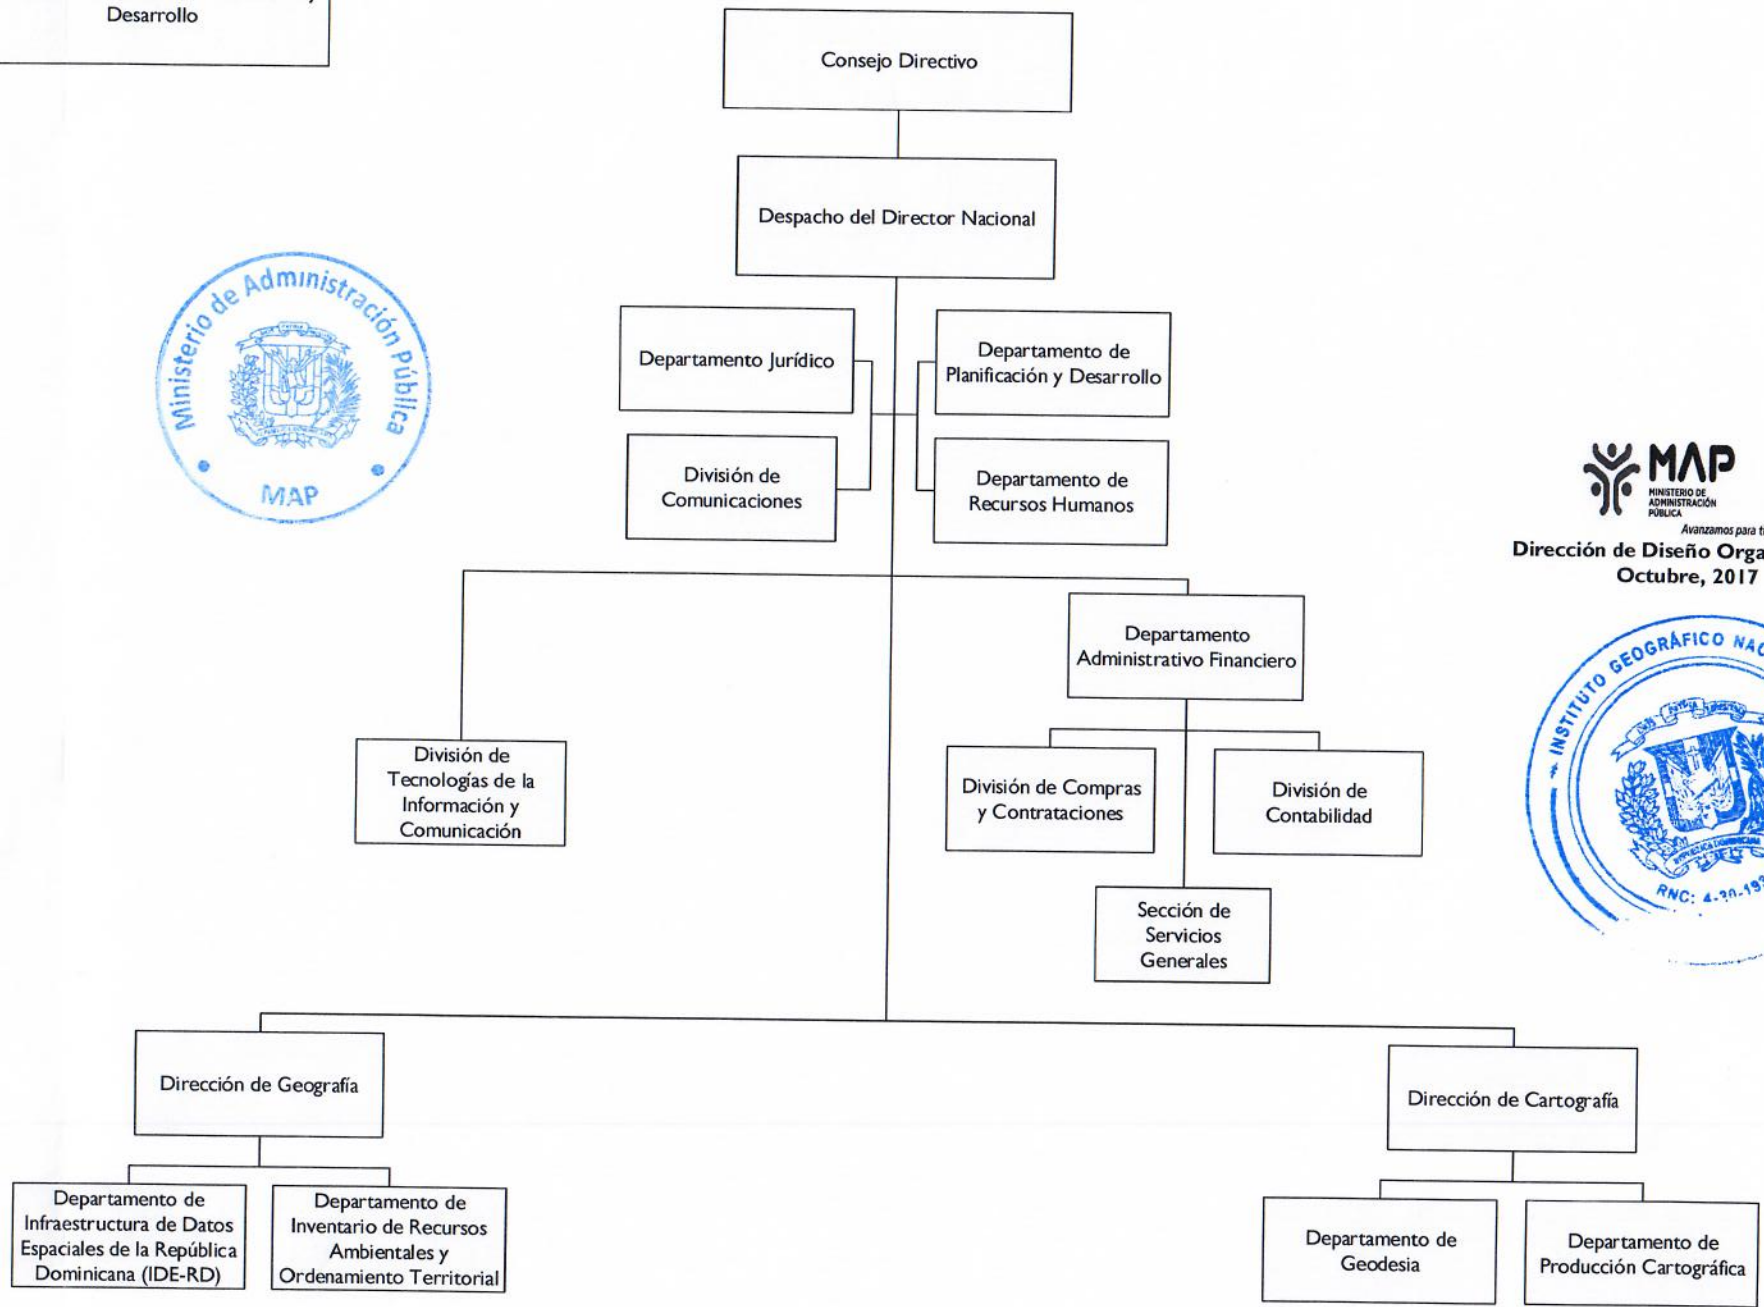 Desarrollo
Consejo Directivo
Despacho del Director Nacional
Ministerio de Administración Pública
MAP
Departamento Jurídico
Departamento de
Planificación y Desarrollo
División de
Comunicaciones
Departamento de
Recursos Humanos
MAP
MINISTERIO DE
ADMINISTRACIÓN
PÚBLICA
Avanzamos para
Dirección de Diseño
Octubre, 2017
Departamento
Administrativo Financiero
INSTITUTO GEOGRÁFICO
RNC:
División de
Tecnologías de la
Información y
Comunicación
División de Compras
y Contrataciones
División de
Contabilidad
Sección de
Servicios
Generales
Dirección de Geografía
Dirección de Cartografía
Departamento de
Infraestructura de Datos
Espaciales de la República
Dominicana (IDE-RD)
Departamento de
Inventario de Recursos
Ambientales y
Ordenamiento Territorial
Departamento de
Geodesia
Departamento de
Producción Cartográfica